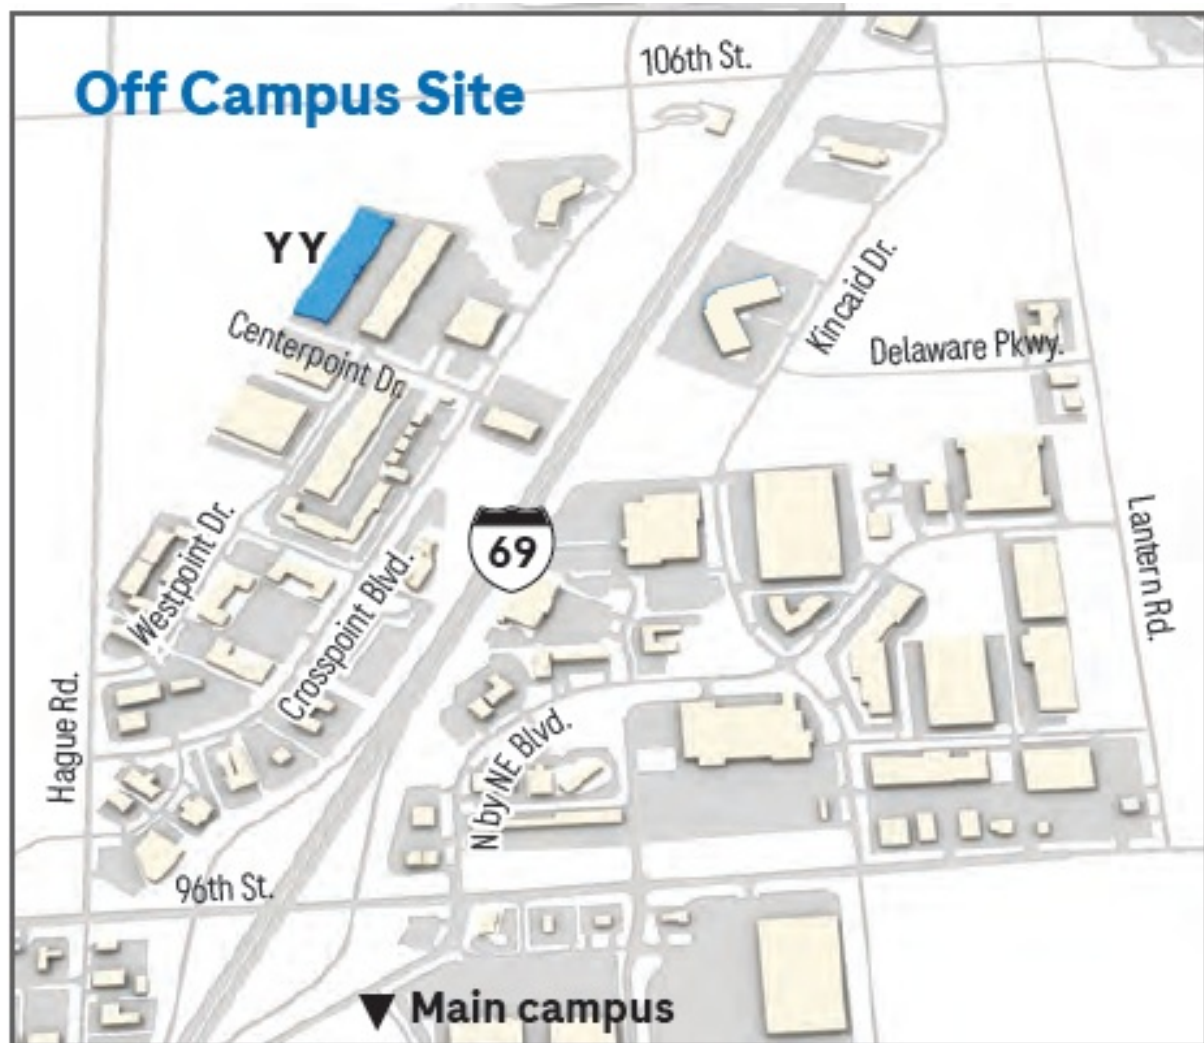 106th St.
Off Campus Site
YY
Kincaid Dr.
Centerpoint Dr.
Delaware Pkwy.
69
Westpoint Dr.
Lantern Rd.
Crosspoint Blvd.
Hague Rd.
N by NE Blvd.
96th St.
Main campus